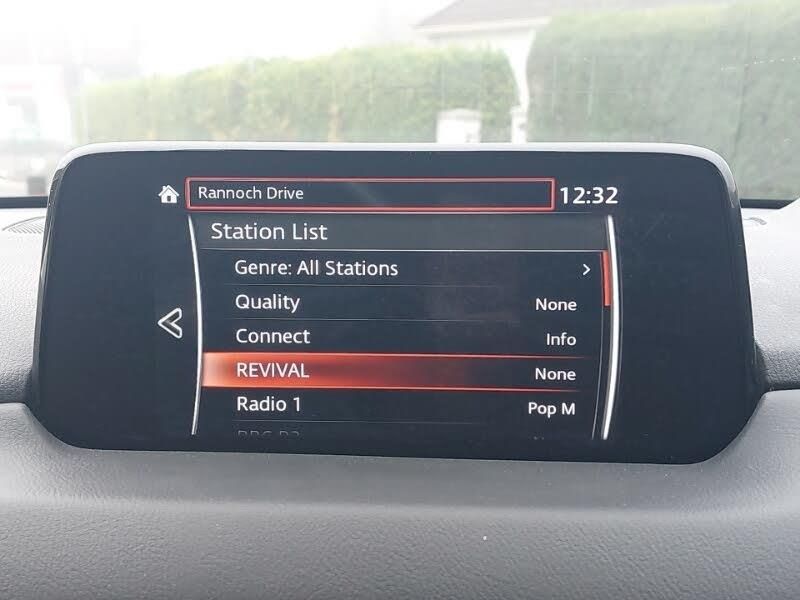 Rannoch Drive 12:32
Station List
Genre: All Stations
Quality None
Connect Info
REVIVAL None
Radio 1 Pop M